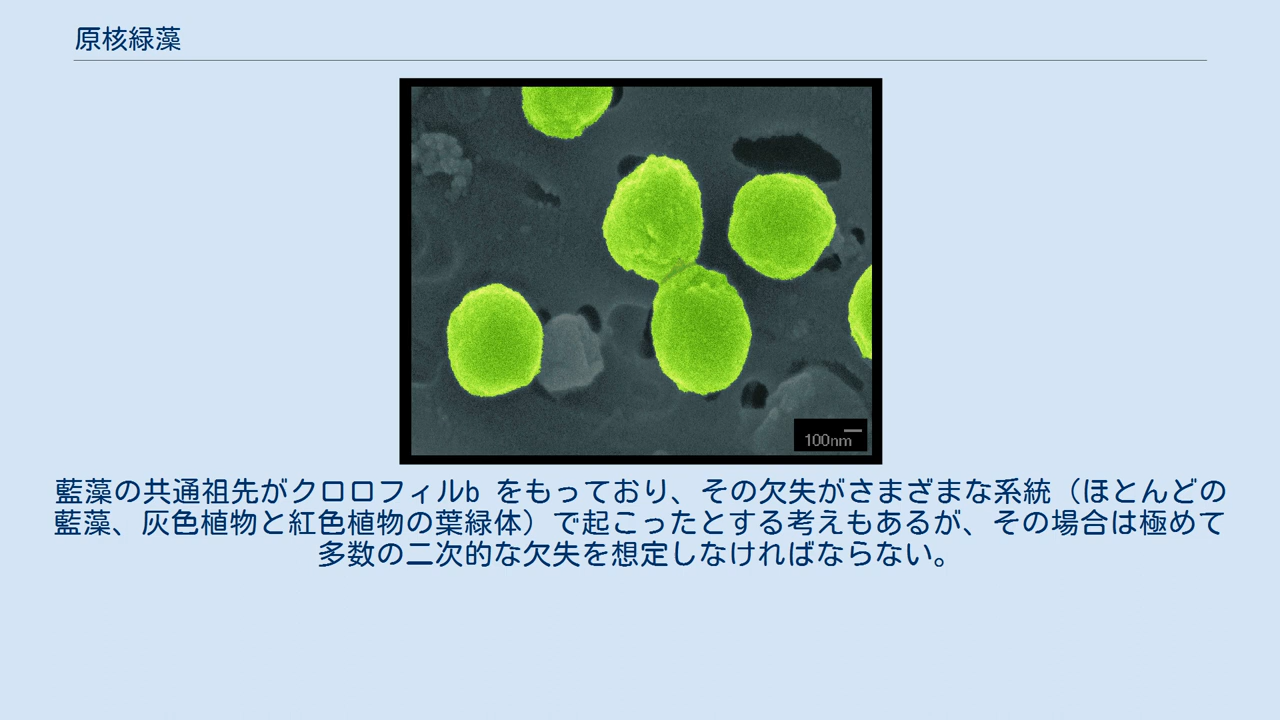 原核緑藻
100nm
藍藻の共通祖先がクロロフィルb をもっており、その欠失がさまざまな系統（ほとんどの
藍藻、灰色植物と紅色植物の葉緑体）で起こったとする考えもあるが、その場合は極めて
多数の二次的な欠失を想定しなければならない。